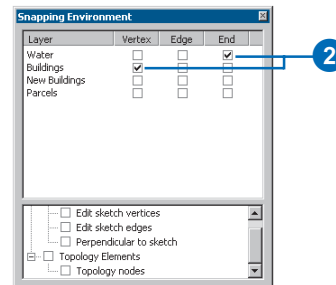 Snapping Environment
Layer Vertex Edge End
Water
Buildings
New Buildings
Parcels
2
Edit sketch vertices
Edit sketch edges
Perpendicular to sketch
Topology Elements
Topology nodes